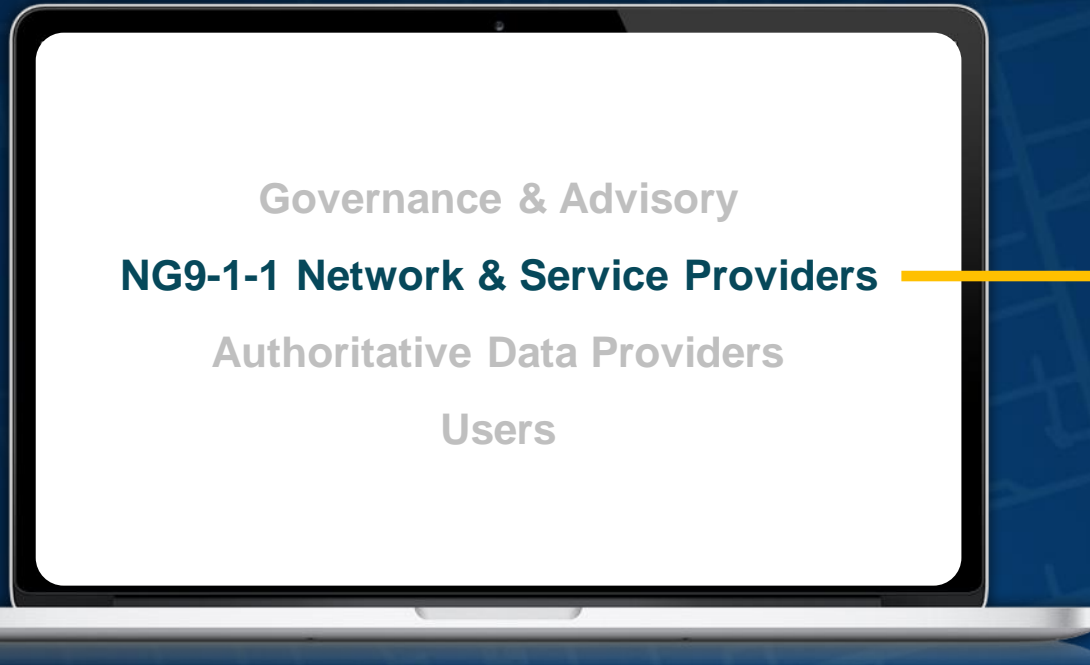 Governance & Advisory
NG9-1-1 Network & Service Providers
Authoritative Data Providers
Users